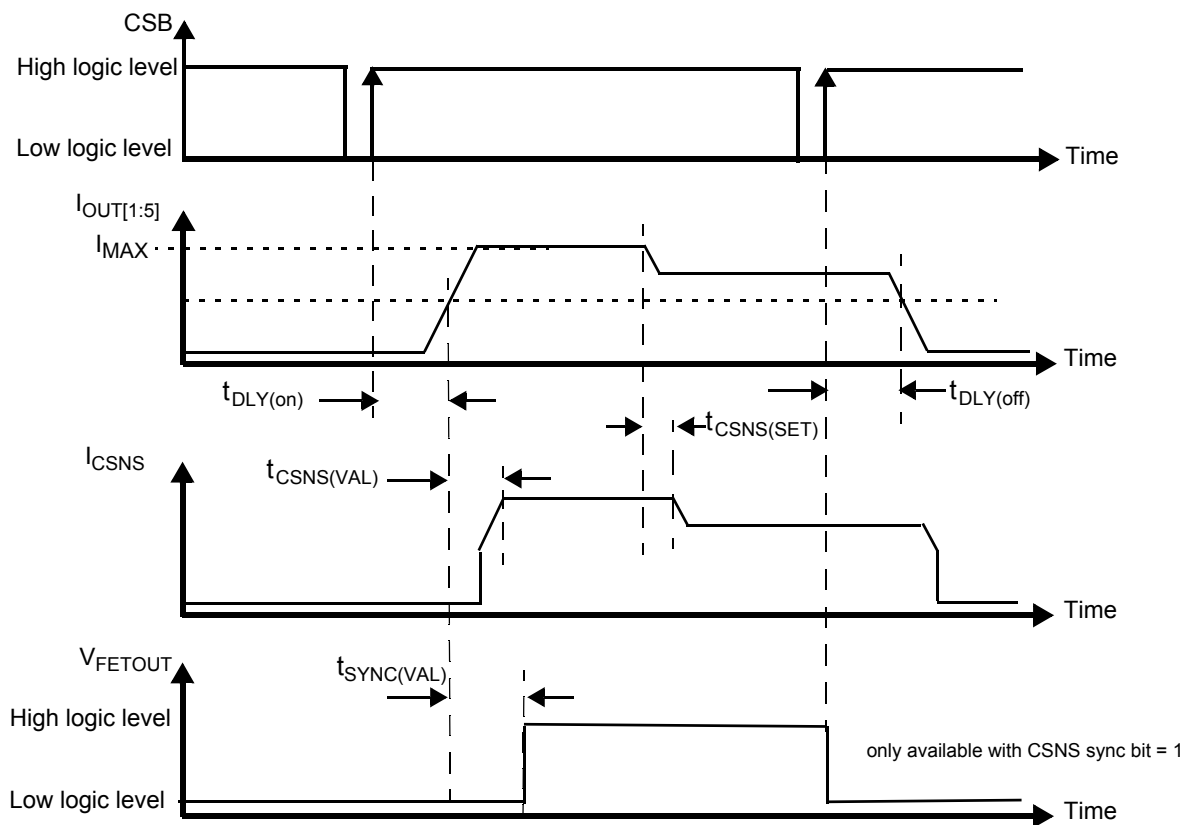 CSB
High logic level
Low logic level
Time
IOUT[1:5]
IMAX
Time
tDLY(on)
tDLY(off)
tCSNS(SET)
ICSNS
tCSNS(VAL)
Time
VFETOUT
tSYNC(VAL)
High logic level
only available with CSNS sync bit = 1
Low logic level
Time